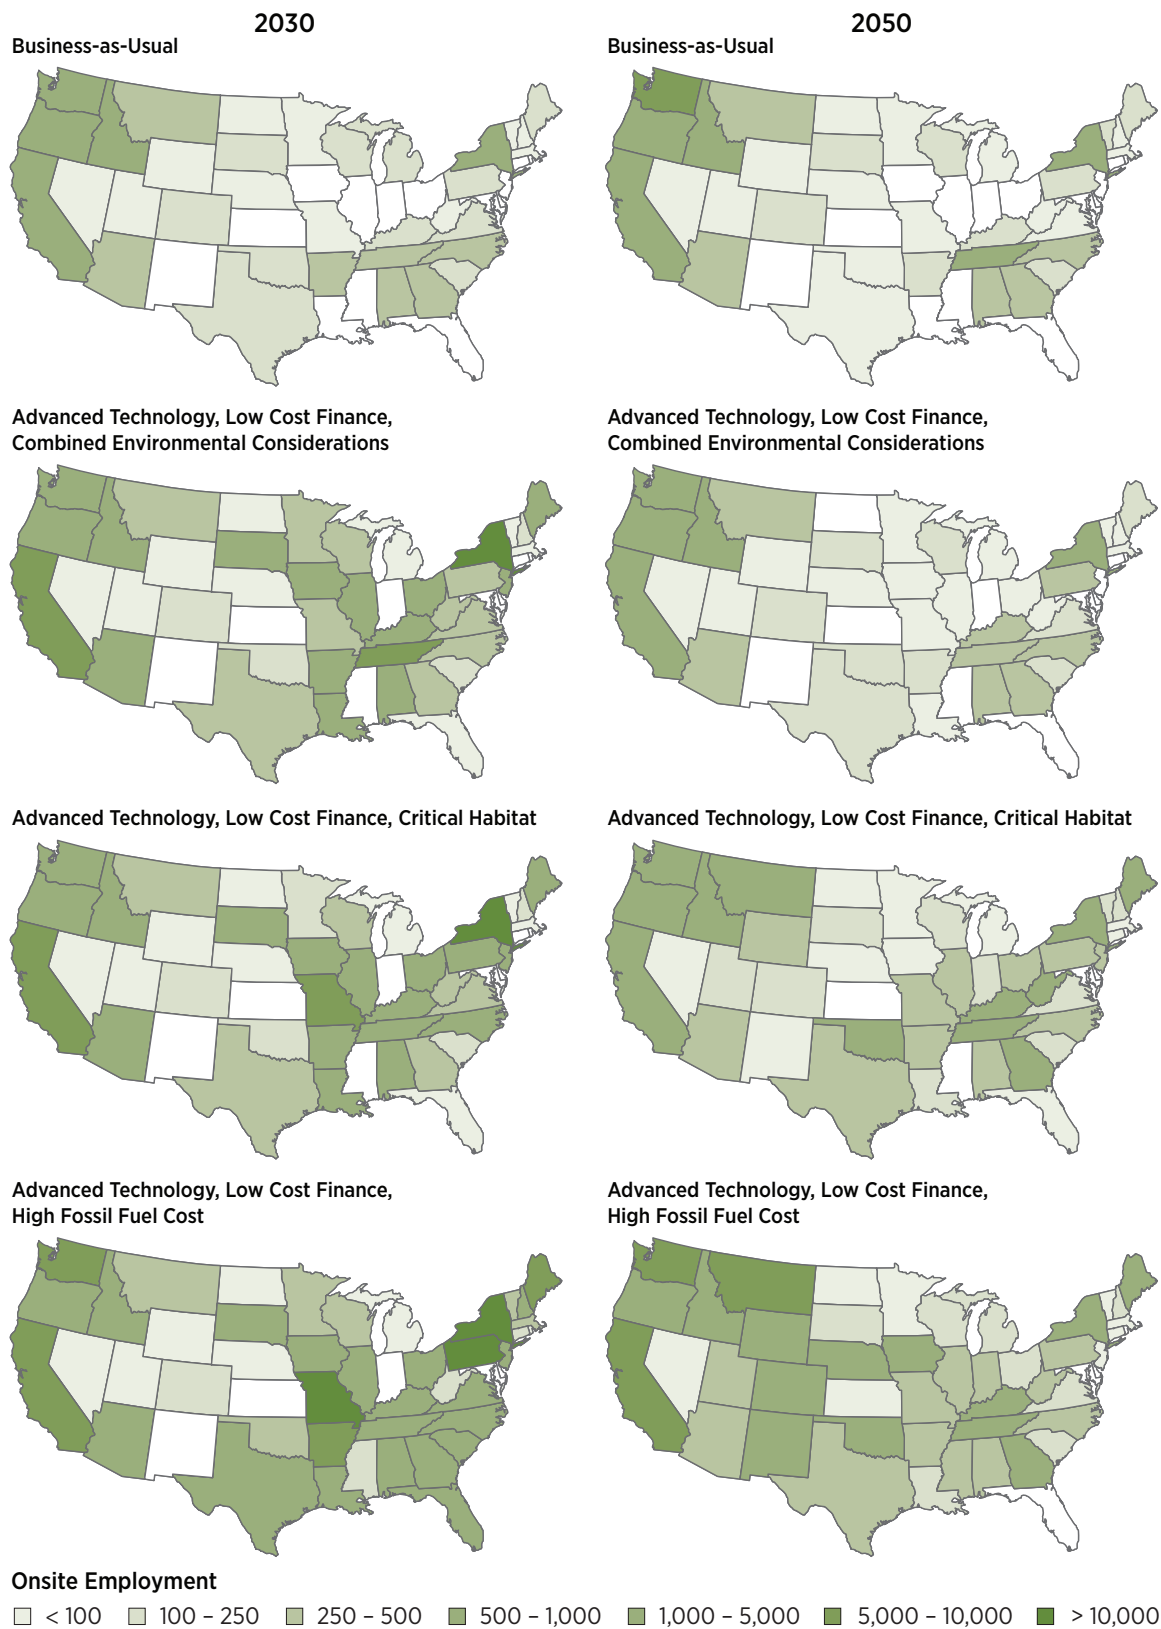 2030
2050
Business-as-Usual
Business-as-Usual
Advanced Technology, Low Cost Finance,
Combined Environmental Considerations
Advanced Technology, Low Cost Finance,
Combined Environmental Considerations
Advanced Technology, Low Cost Finance, Critical Habitat
Advanced Technology, Low Cost Finance, Critical Habitat
Advanced Technology, Low Cost Finance,
High Fossil Fuel Cost
Advanced Technology, Low Cost Finance,
High Fossil Fuel Cost
Onsite Employment
< 100 100 – 250 250 – 500 500 – 1,000 1,000 – 5,000 5,000 – 10,000 > 10,000